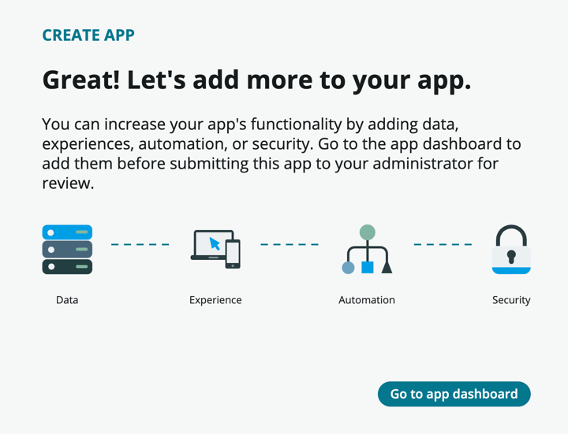 CREATE APP
Great! Let's add more to your app.
You can increase your app's functionality by adding data,
experiences, automation, or security. Go to the app dashboard to
add them before submitting this app to your administrator for
review.
Data
Experience
Automation
Security
Go to app dashboard